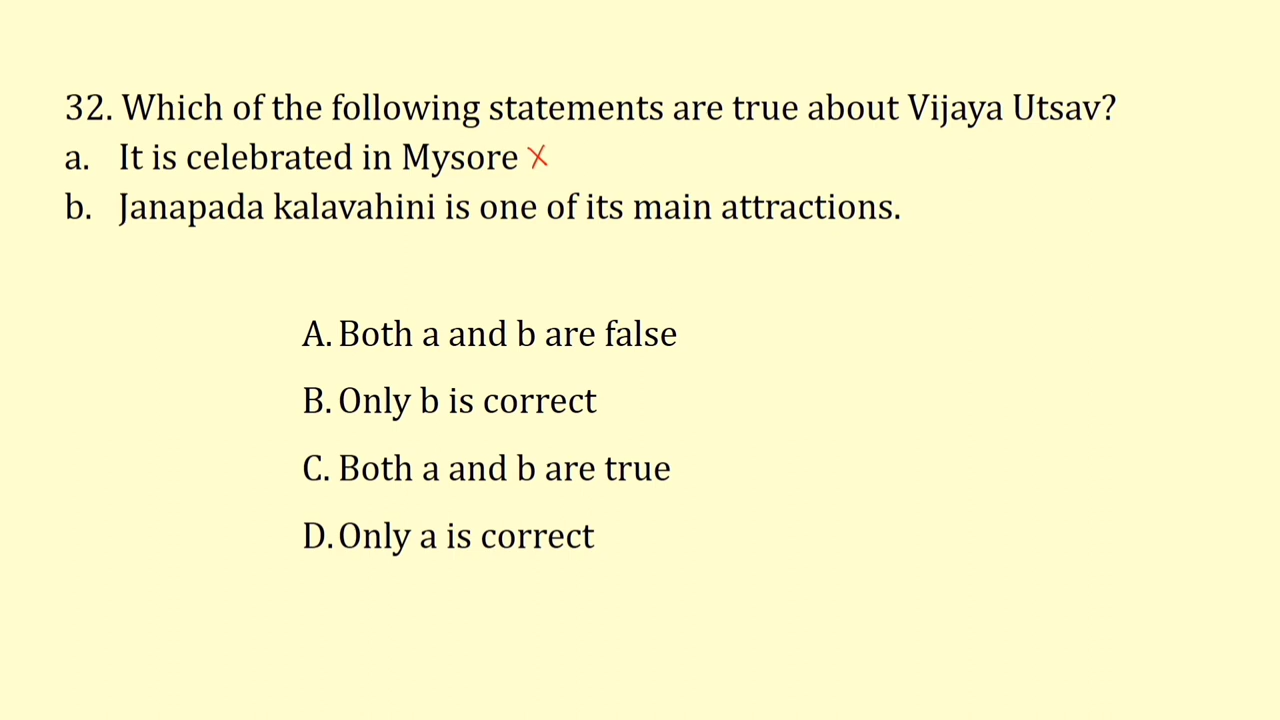 32. Which of the following statements are true about Vijaya Utsav?
a. It is celebrated in Mysore X
b. Janapada kalavahini is one of its main attractions.
A. Both a and b are false
B. Only b is correct
C. Both a and b are true
D. Only a is correct